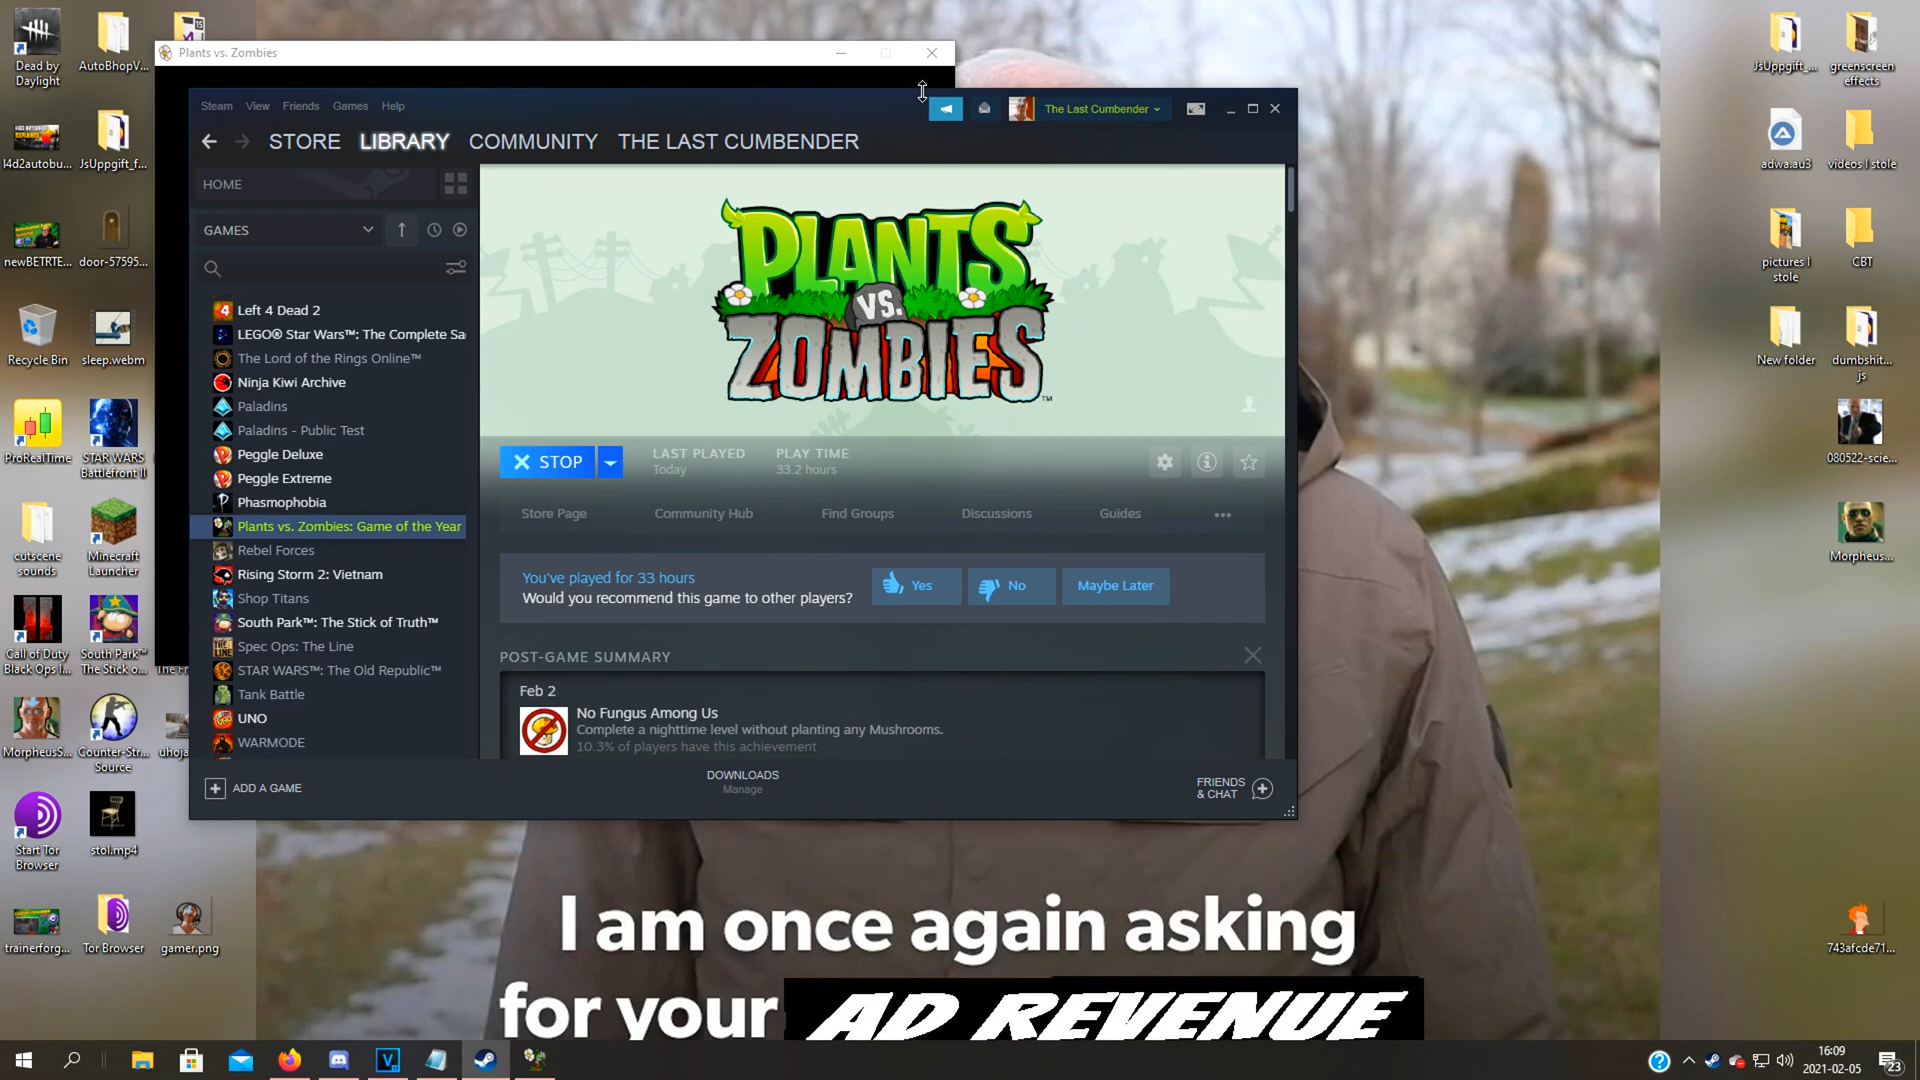 Dead by
Daylight
AutoBhopV...
15
l4d2autobu...
JsUppgift_f...
newBETRTE...
door-57595...
Recycle Bin
sleep.webm
ProRealTime
STAR WARS
Battlefront II
cutscene
sounds
Minecraft
Launcher
Call of Duty
Black Ops I...
South Park™
The Stick o...
The Fr
MorpheusS...
Counter-Str...
Source
uhoja
Start Tor
Browser
stol.mp4
trainerforg...
Tor Browser
gamer.png
Plants vs. Zombies
Steam View Friends Games Help
The Last Cumbender
STORE LIBRARY COMMUNITY THE LAST CUMBENDER
HOME
GAMES
Left 4 Dead 2
LEGO® Star Wars™: The Complete Sa
The Lord of the Rings Online™
Ninja Kiwi Archive
Paladins
Paladins - Public Test
Peggle Deluxe
Peggle Extreme
Phasmophobia
Plants vs. Zombies: Game of the Year
Rebel Forces
Rising Storm 2: Vietnam
Shop Titans
South Park™: The Stick of Truth™
Spec Ops: The Line
STAR WARS™: The Old Republic™
Tank Battle
UNO
WARMODE
ADD A GAME
PLANTS
VS.
ZOMBIES™
STOP
LAST PLAYED
Today
PLAY TIME
33.2 hours
Store Page Community Hub Find Groups Discussions Guides
You've played for 33 hours
Would you recommend this game to other players?
Yes No Maybe Later
POST-GAME SUMMARY
Feb 2
No Fungus Among Us
Complete a nighttime level without planting any Mushrooms.
10.3% of players have this achievement
DOWNLOADS
Manage
FRIENDS
& CHAT
JsUppgift_...
greenscreen
effects
adwa.au3
videos I stole
pictures I
stole
CBT
New folder
dumbshit...
js
080522-scie...
Morpheus...
743afcde71...
I am once again asking
for your AD REVENUE
16:09
2021-02-05
23